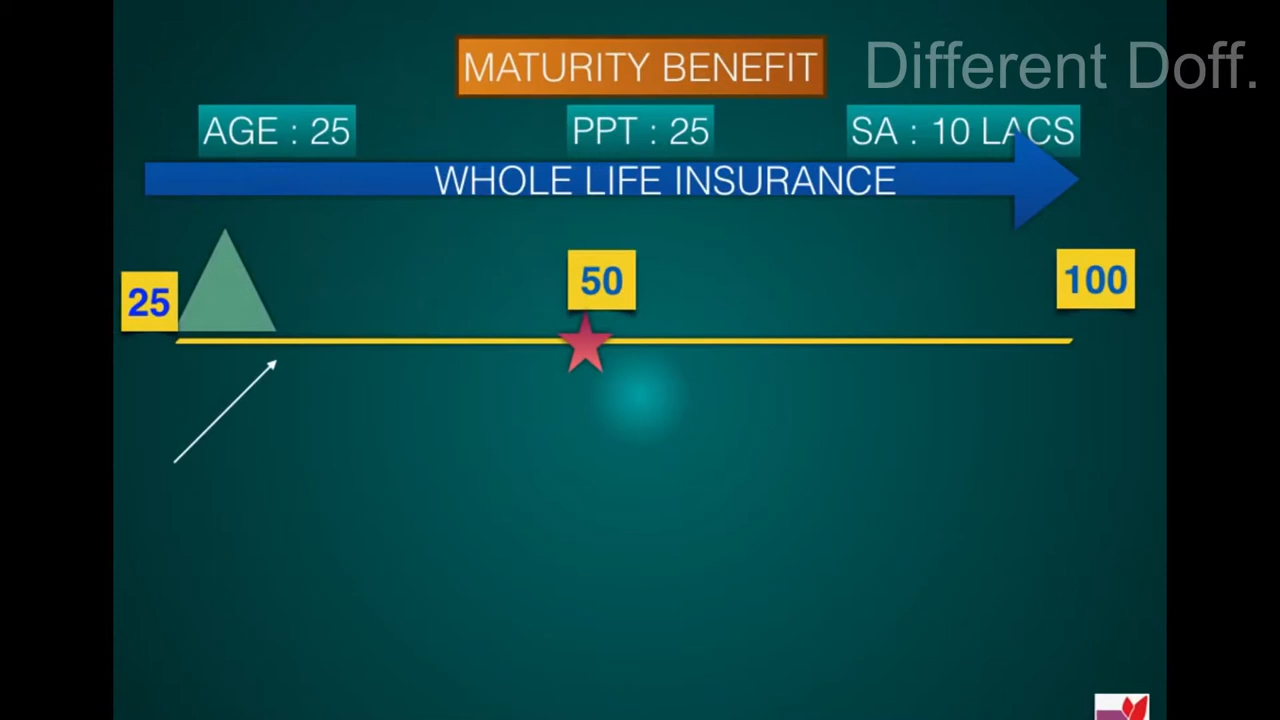 MATURITY BENEFIT
Different Doff.
AGE : 25
PPT : 25
SA : 10 LACS
WHOLE LIFE INSURANCE
25
50
100